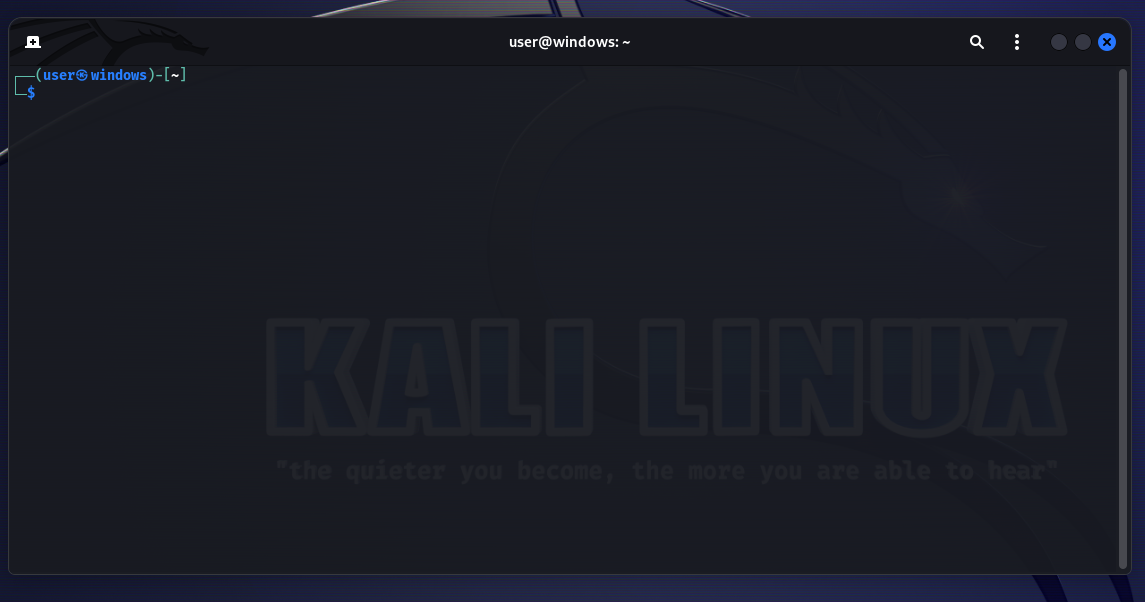 user@windows: ~
┌──(user㉿windows)-[~]
└─$
KALI LINUX
"the quieter you become, the more you are able to hear"